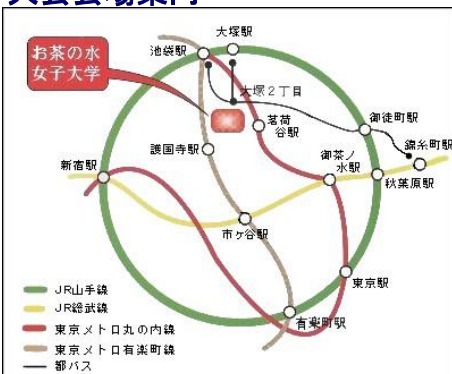 大会会場案内
お茶の水
女子大学
池袋駅
大塚駅
大塚2丁目
茗荷
谷駅
御徒町駅
錦糸町駅
護国寺駅
御茶ノ
水駅
秋葉原駅
新宿駅
市ヶ谷駅
東京駅
有楽町駅
JR山手線
JR総武線
東京メトロ丸の内線
東京メトロ有楽町線
都バス